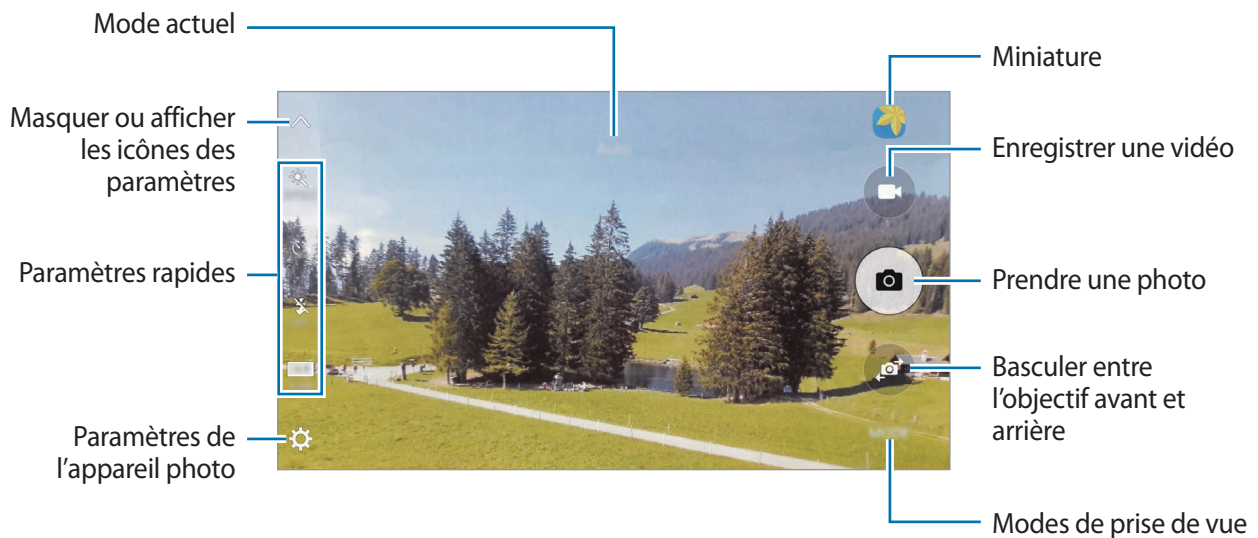 Mode actuel
Masquer ou afficher
les icônes des
paramètres
Paramètres rapides
Paramètres de
l'appareil photo
Miniature
Enregistrer une vidéo
Prendre une photo
Basculer entre
l'objectif avant et
arrière
Modes de prise de vue